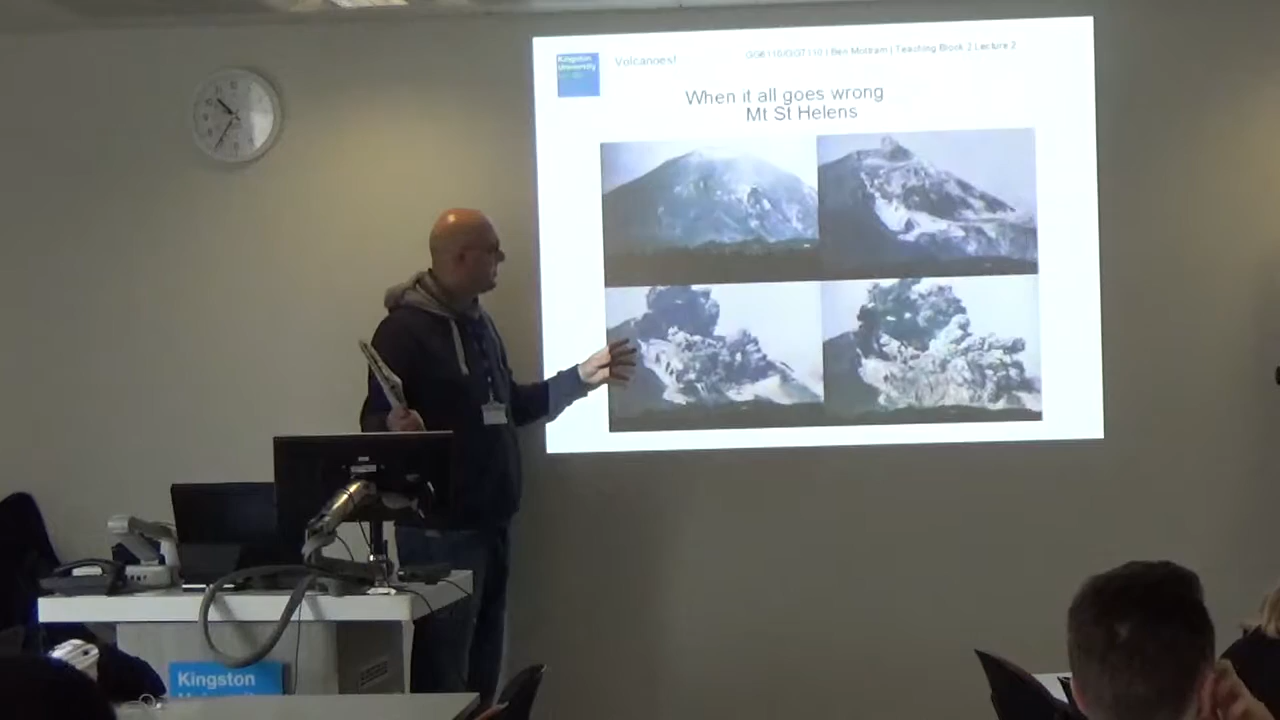 Kingston
University
Volcanoes!
| Ben Mottram | Teaching Block 2 Lecture 2
When it all goes wrong
Mt St Helens
Kingston